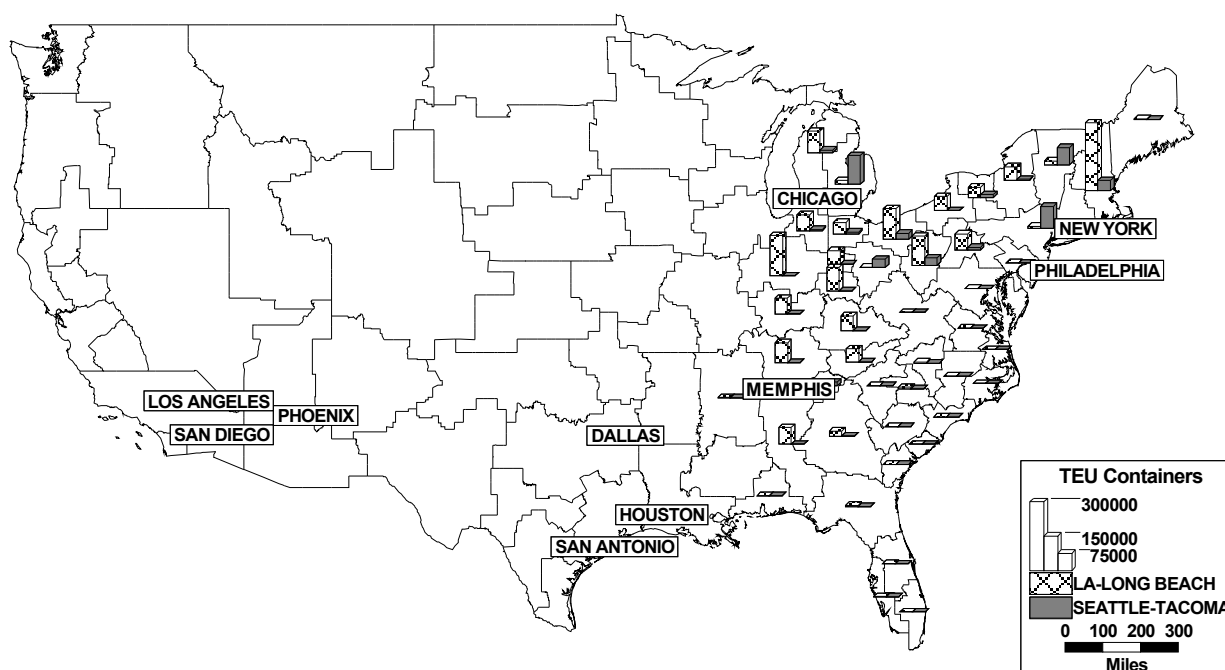 CHICAGO
NEW YORK
PHILADELPHIA
MEMPHIS
LOS ANGELES
PHOENIX
SAN DIEGO
DALLAS
HOUSTON
SAN ANTONIO
TEU Containers
300000
150000
75000
LA-LONG BEACH
SEATTLE-TACOMA
0 100 200 300
Miles